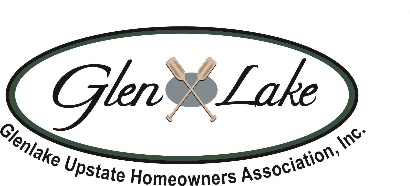 Glen Lake
Glenlake Upstate Homeowners Association, Inc.